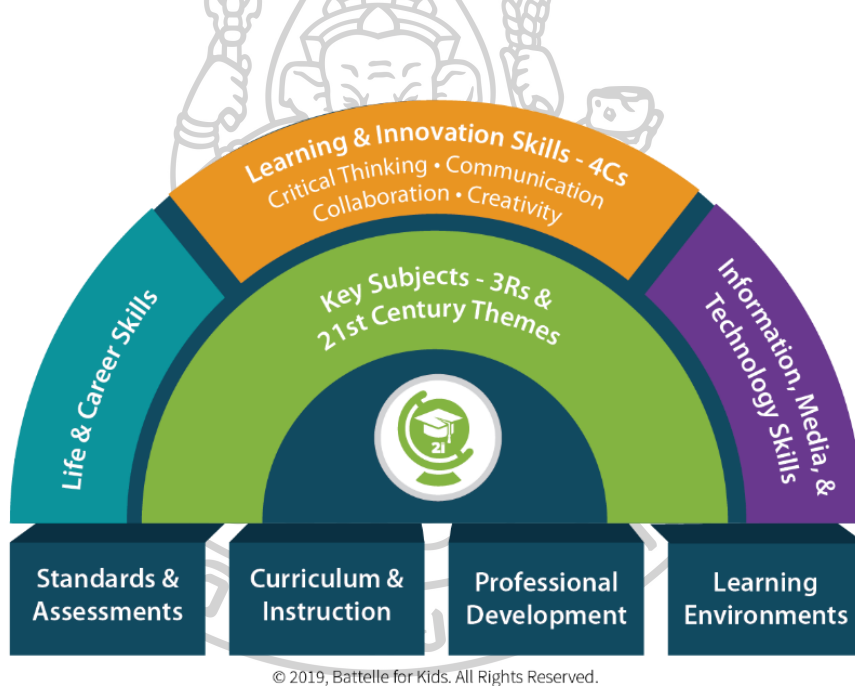 Learning & Innovation Skills - 4Cs
Critical Thinking • Communication
Collaboration • Creativity
Key Subjects - 3Rs &
21st Century Themes
Life & Career Skills
Information, Media, &
Technology Skills
21
Standards &
Assessments
Curriculum &
Instruction
Professional
Development
Learning
Environments
© 2019, Battelle for Kids. All Rights Reserved.